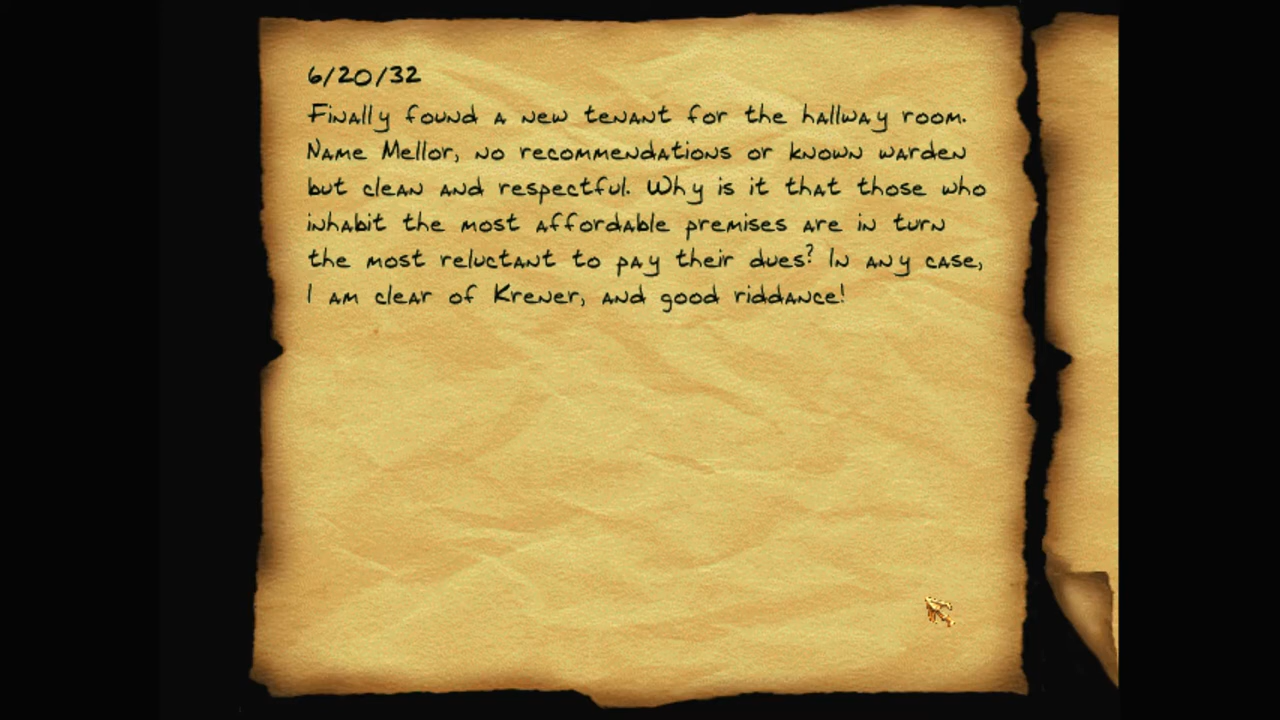 6/20/32
Finally found a new tenant for the hallway room.
Name Mellor, no recommendations or known warden
but clean and respectful. Why is it that those who
inhabit the most affordable premises are in turn
the most reluctant to pay their dues? In any case,
I am clear of Krener, and good riddance!